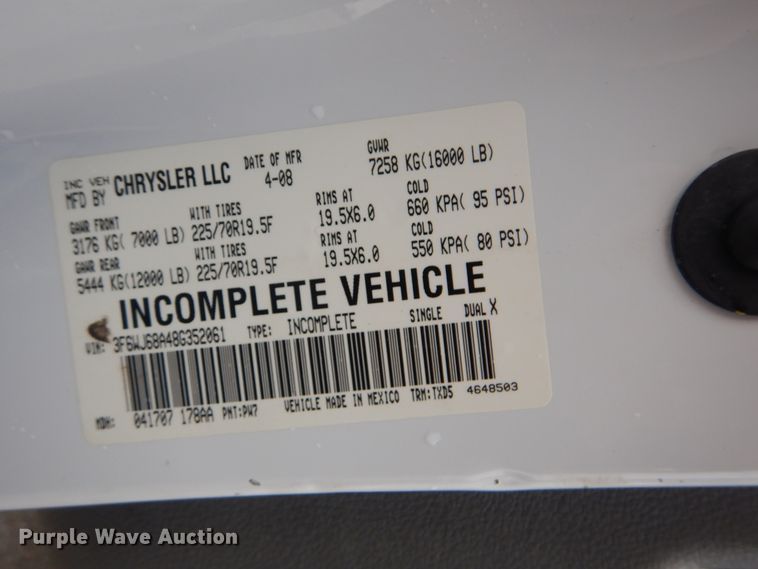 INC VEH
MFD BY CHRYSLER LLC
DATE OF MFR
4-08
GVWR
7258 KG(16000 LB)
GAWR FRONT
3176 KG( 7000 LB)
WITH TIRES
225/70R19.5F
RIMS AT
19.5X6.0
COLD
660 KPA( 95 PSI)
GAWR REAR
5444 KG(12000 LB)
WITH TIRES
225/70R19.5F
RIMS AT
19.5X6.0
COLD
550 KPA( 80 PSI)
INCOMPLETE VEHICLE
VIN: 3F6WJ68A48G352061 TYPE: INCOMPLETE SINGLE DUAL X
MDH: 041707 178AA PNT:PW7 VEHICLE MADE IN MEXICO TRM:TXD5 4648503
Purple Wave Auction